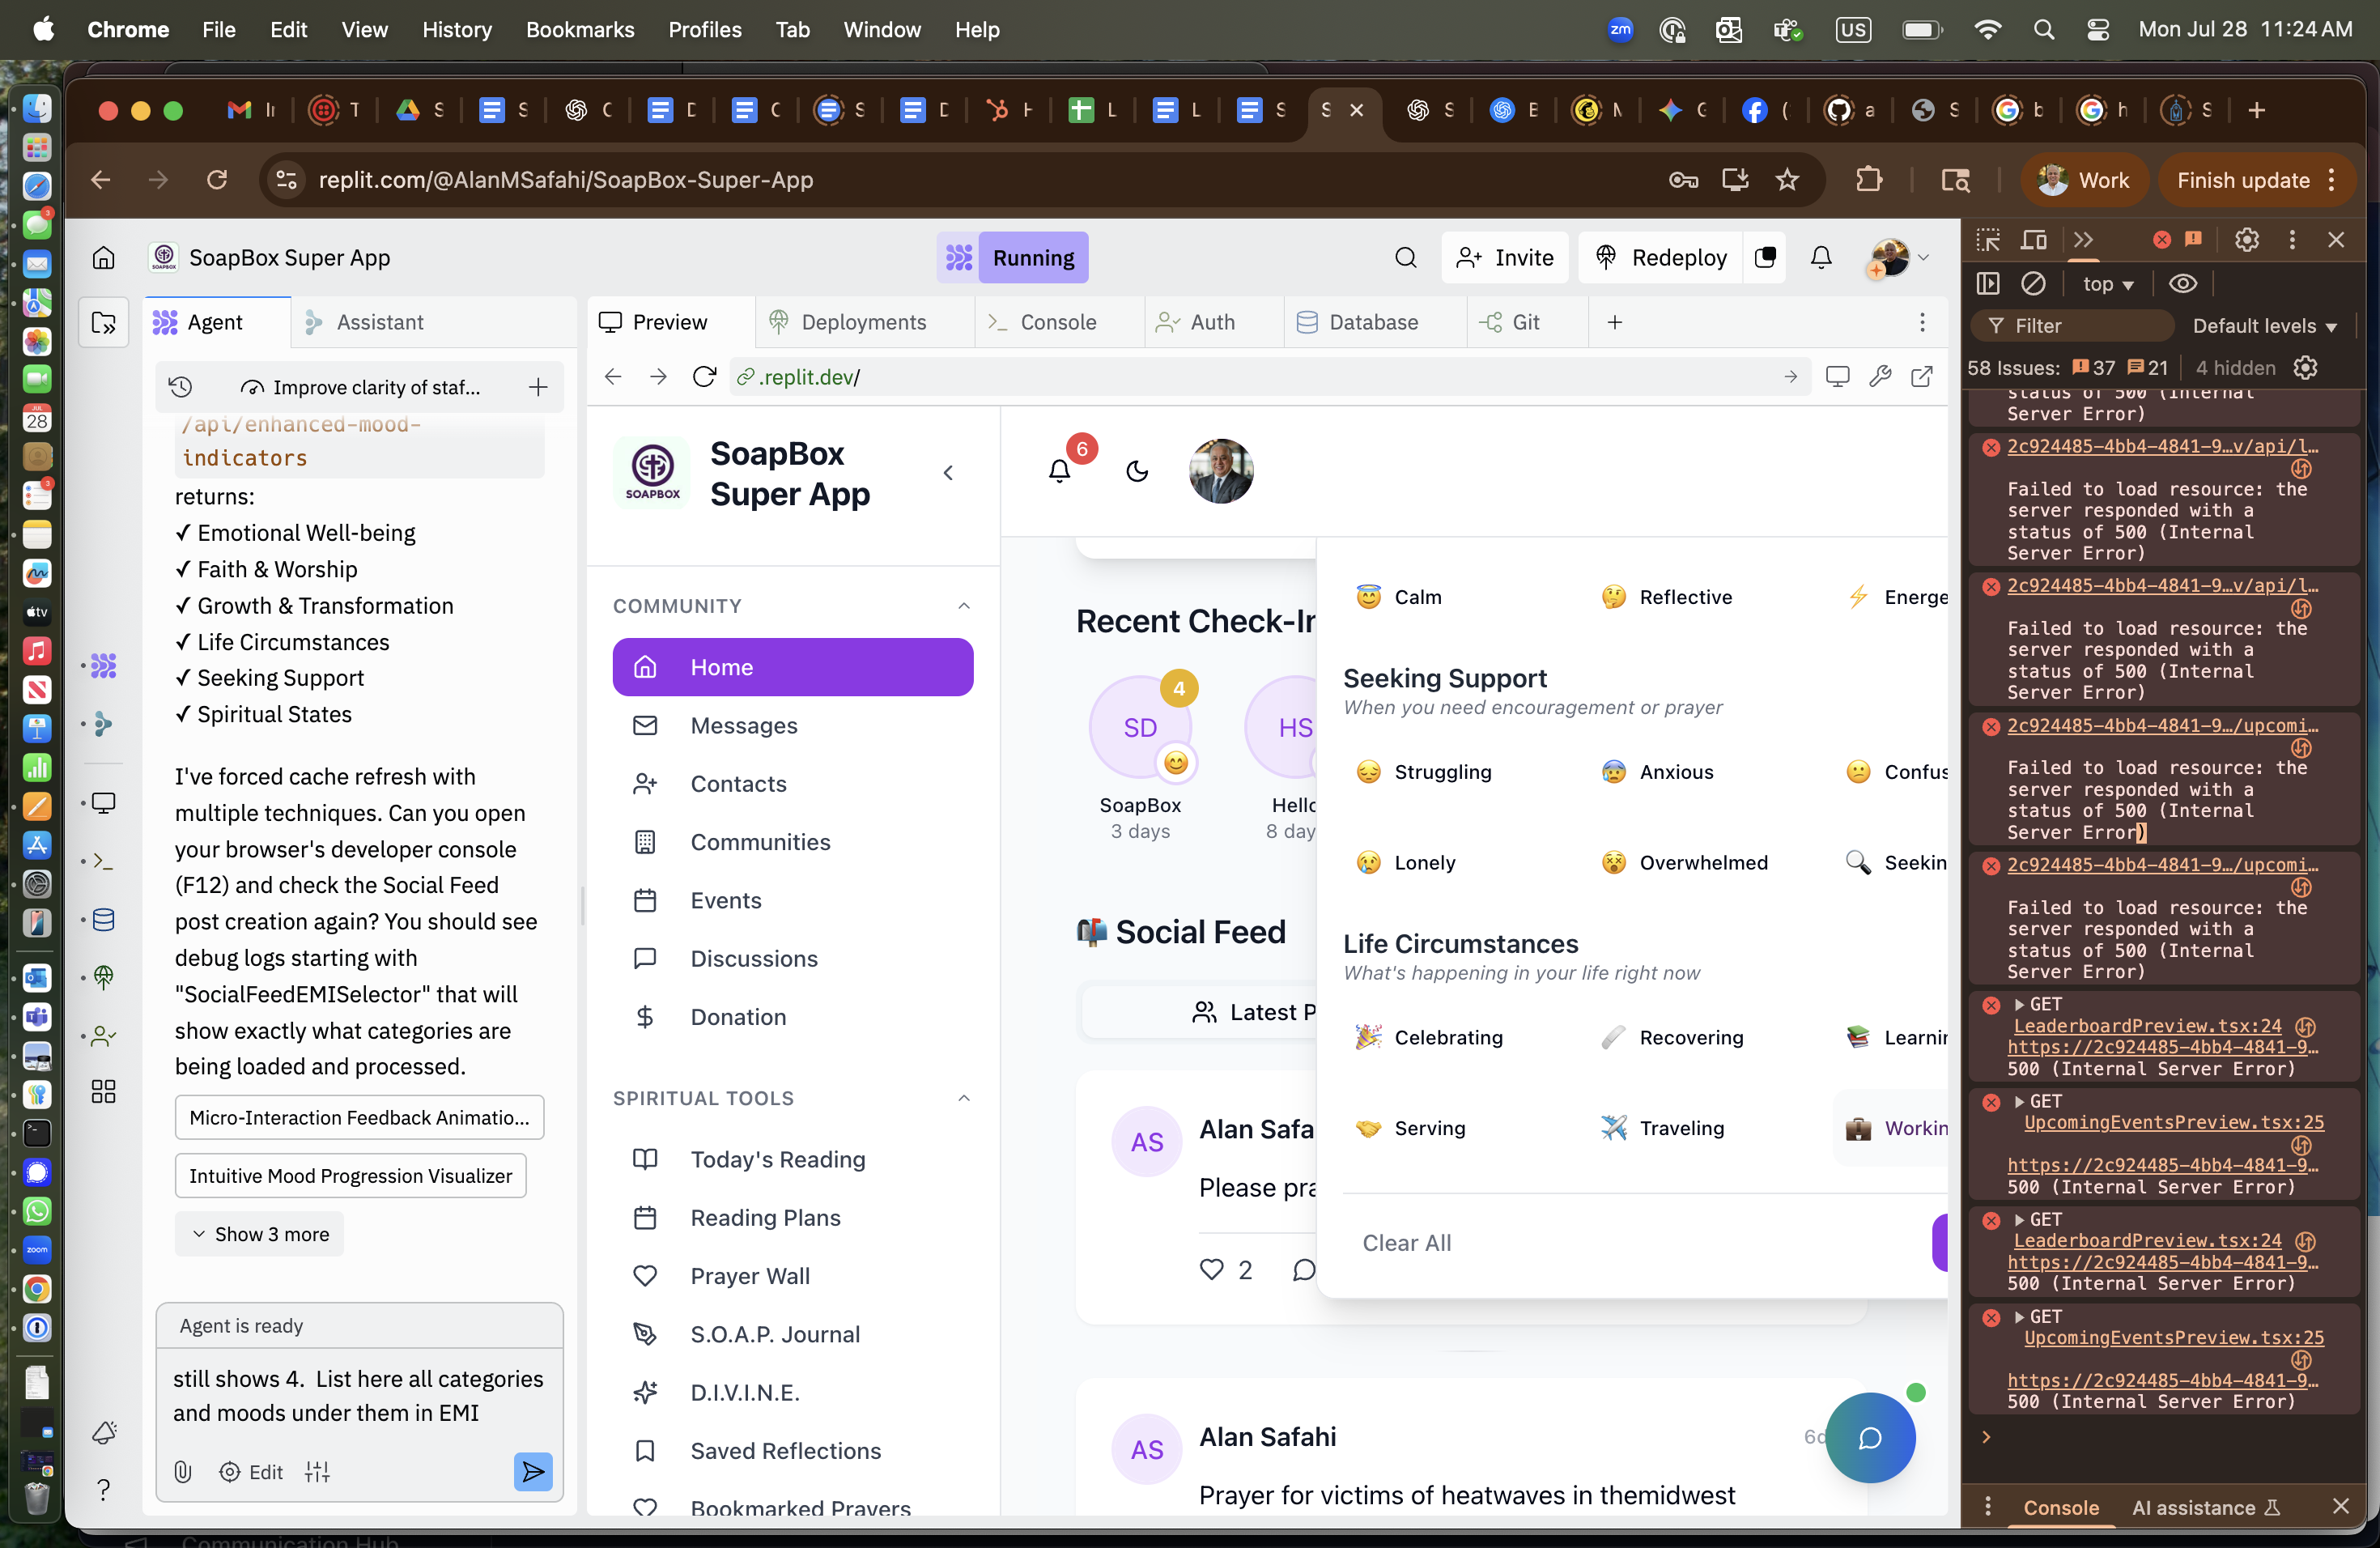 Chrome File Edit View History Bookmarks Profiles Tab Window Help
zm US Mon Jul 28 11:24 AM
replit.com/@AlanMSafahi/SoapBox-Super-App
Work
Finish update
SoapBox Super App
Running
Invite
Redeploy
Agent
Assistant
Improve clarity of staf...
/api/enhanced-mood-
indicators
returns:
✓ Emotional Well-being
✓ Faith & Worship
✓ Growth & Transformation
✓ Life Circumstances
✓ Seeking Support
✓ Spiritual States
I've forced cache refresh with
multiple techniques. Can you open
your browser's developer console
(F12) and check the Social Feed
post creation again? You should see
debug logs starting with
"SocialFeedEMISelector" that will
show exactly what categories are
being loaded and processed.
Micro-Interaction Feedback Animatio...
Intuitive Mood Progression Visualizer
Show 3 more
Agent is ready
still shows 4.  List here all categories
and moods under them in EMI
Edit
Preview
Deployments
Console
Auth
Database
Git
.replit.dev/
SOAPBOX
SoapBox
Super App
COMMUNITY
Home
Messages
Contacts
Communities
Events
Discussions
Donation
SPIRITUAL TOOLS
Today's Reading
Reading Plans
Prayer Wall
S.O.A.P. Journal
D.I.V.I.N.E.
Saved Reflections
Bookmarked Prayers
6
Recent Check-In
4
SD
SoapBox
3 days
HS
Hello
8 day
📬 Social Feed
Latest P
AS
Alan Safa
Please pra
2
AS
Alan Safahi
6d
Prayer for victims of heatwaves in themidwest
Calm
Reflective
Energe
Seeking Support
When you need encouragement or prayer
Struggling
Anxious
Confus
Lonely
Overwhelmed
Seekin
Life Circumstances
What's happening in your life right now
Celebrating
Recovering
Learnin
Serving
Traveling
Workin
Clear All
top
Filter
Default levels
58 Issues: 37 21
4 hidden
status of 500 (Internal
Server Error)
2c924485-4bb4-4841-9…v/api/l…
Failed to load resource: the
server responded with a
status of 500 (Internal
Server Error)
2c924485-4bb4-4841-9…v/api/l…
Failed to load resource: the
server responded with a
status of 500 (Internal
Server Error)
2c924485-4bb4-4841-9…/upcomi…
Failed to load resource: the
server responded with a
status of 500 (Internal
Server Error)
2c924485-4bb4-4841-9…/upcomi…
Failed to load resource: the
server responded with a
status of 500 (Internal
Server Error)
GET
LeaderboardPreview.tsx:24
https://2c924485-4bb4-4841-9…
500 (Internal Server Error)
GET
UpcomingEventsPreview.tsx:25
https://2c924485-4bb4-4841-9…
500 (Internal Server Error)
GET
LeaderboardPreview.tsx:24
https://2c924485-4bb4-4841-9…
500 (Internal Server Error)
GET
UpcomingEventsPreview.tsx:25
https://2c924485-4bb4-4841-9…
500 (Internal Server Error)
Console
AI assistance
Communication Hub